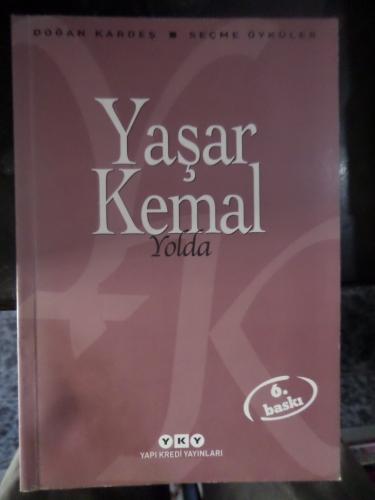 DOĞAN KARDEŞ ■ SEÇME ÖYKÜLER
Yaşar
Kemal
Yolda
6.
baskı
YKY
YAPI KREDİ YAYINLARI